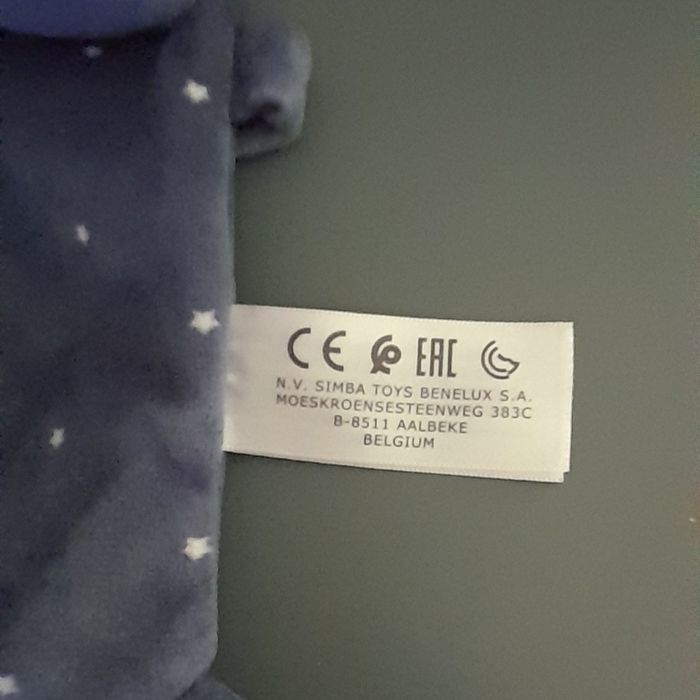 CE EAC
N.V. SIMBA TOYS BENELUX S.A.
MOESKROENSESTEENWEG 383C
B-8511 AALBEKE
BELGIUM